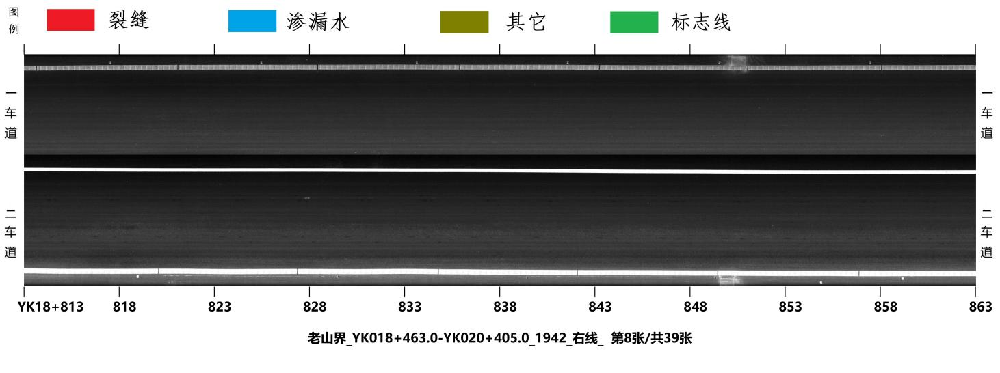 图例
裂缝 渗漏水 其它 标志线
一车道 一车道
二车道 二车道
YK18+813 818 823 828 833 838 843 848 853 858 863
老山界_YK018+463.0-YK020+405.0_1942_右线_ 第8张/共39张